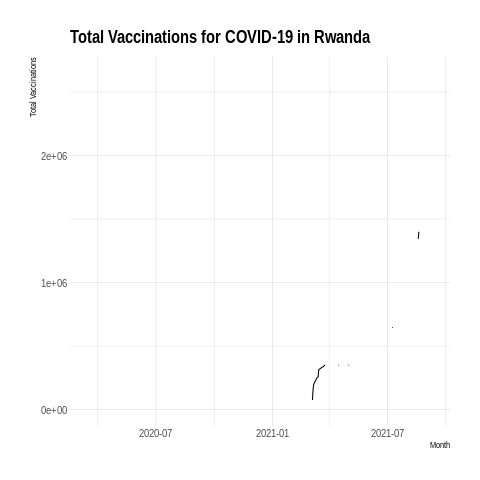 Total Vaccinations for COVID-19 in Rwanda
Total Vaccinations
2e+06
1e+06
0e+00
2020-07
2021-01
2021-07
Month